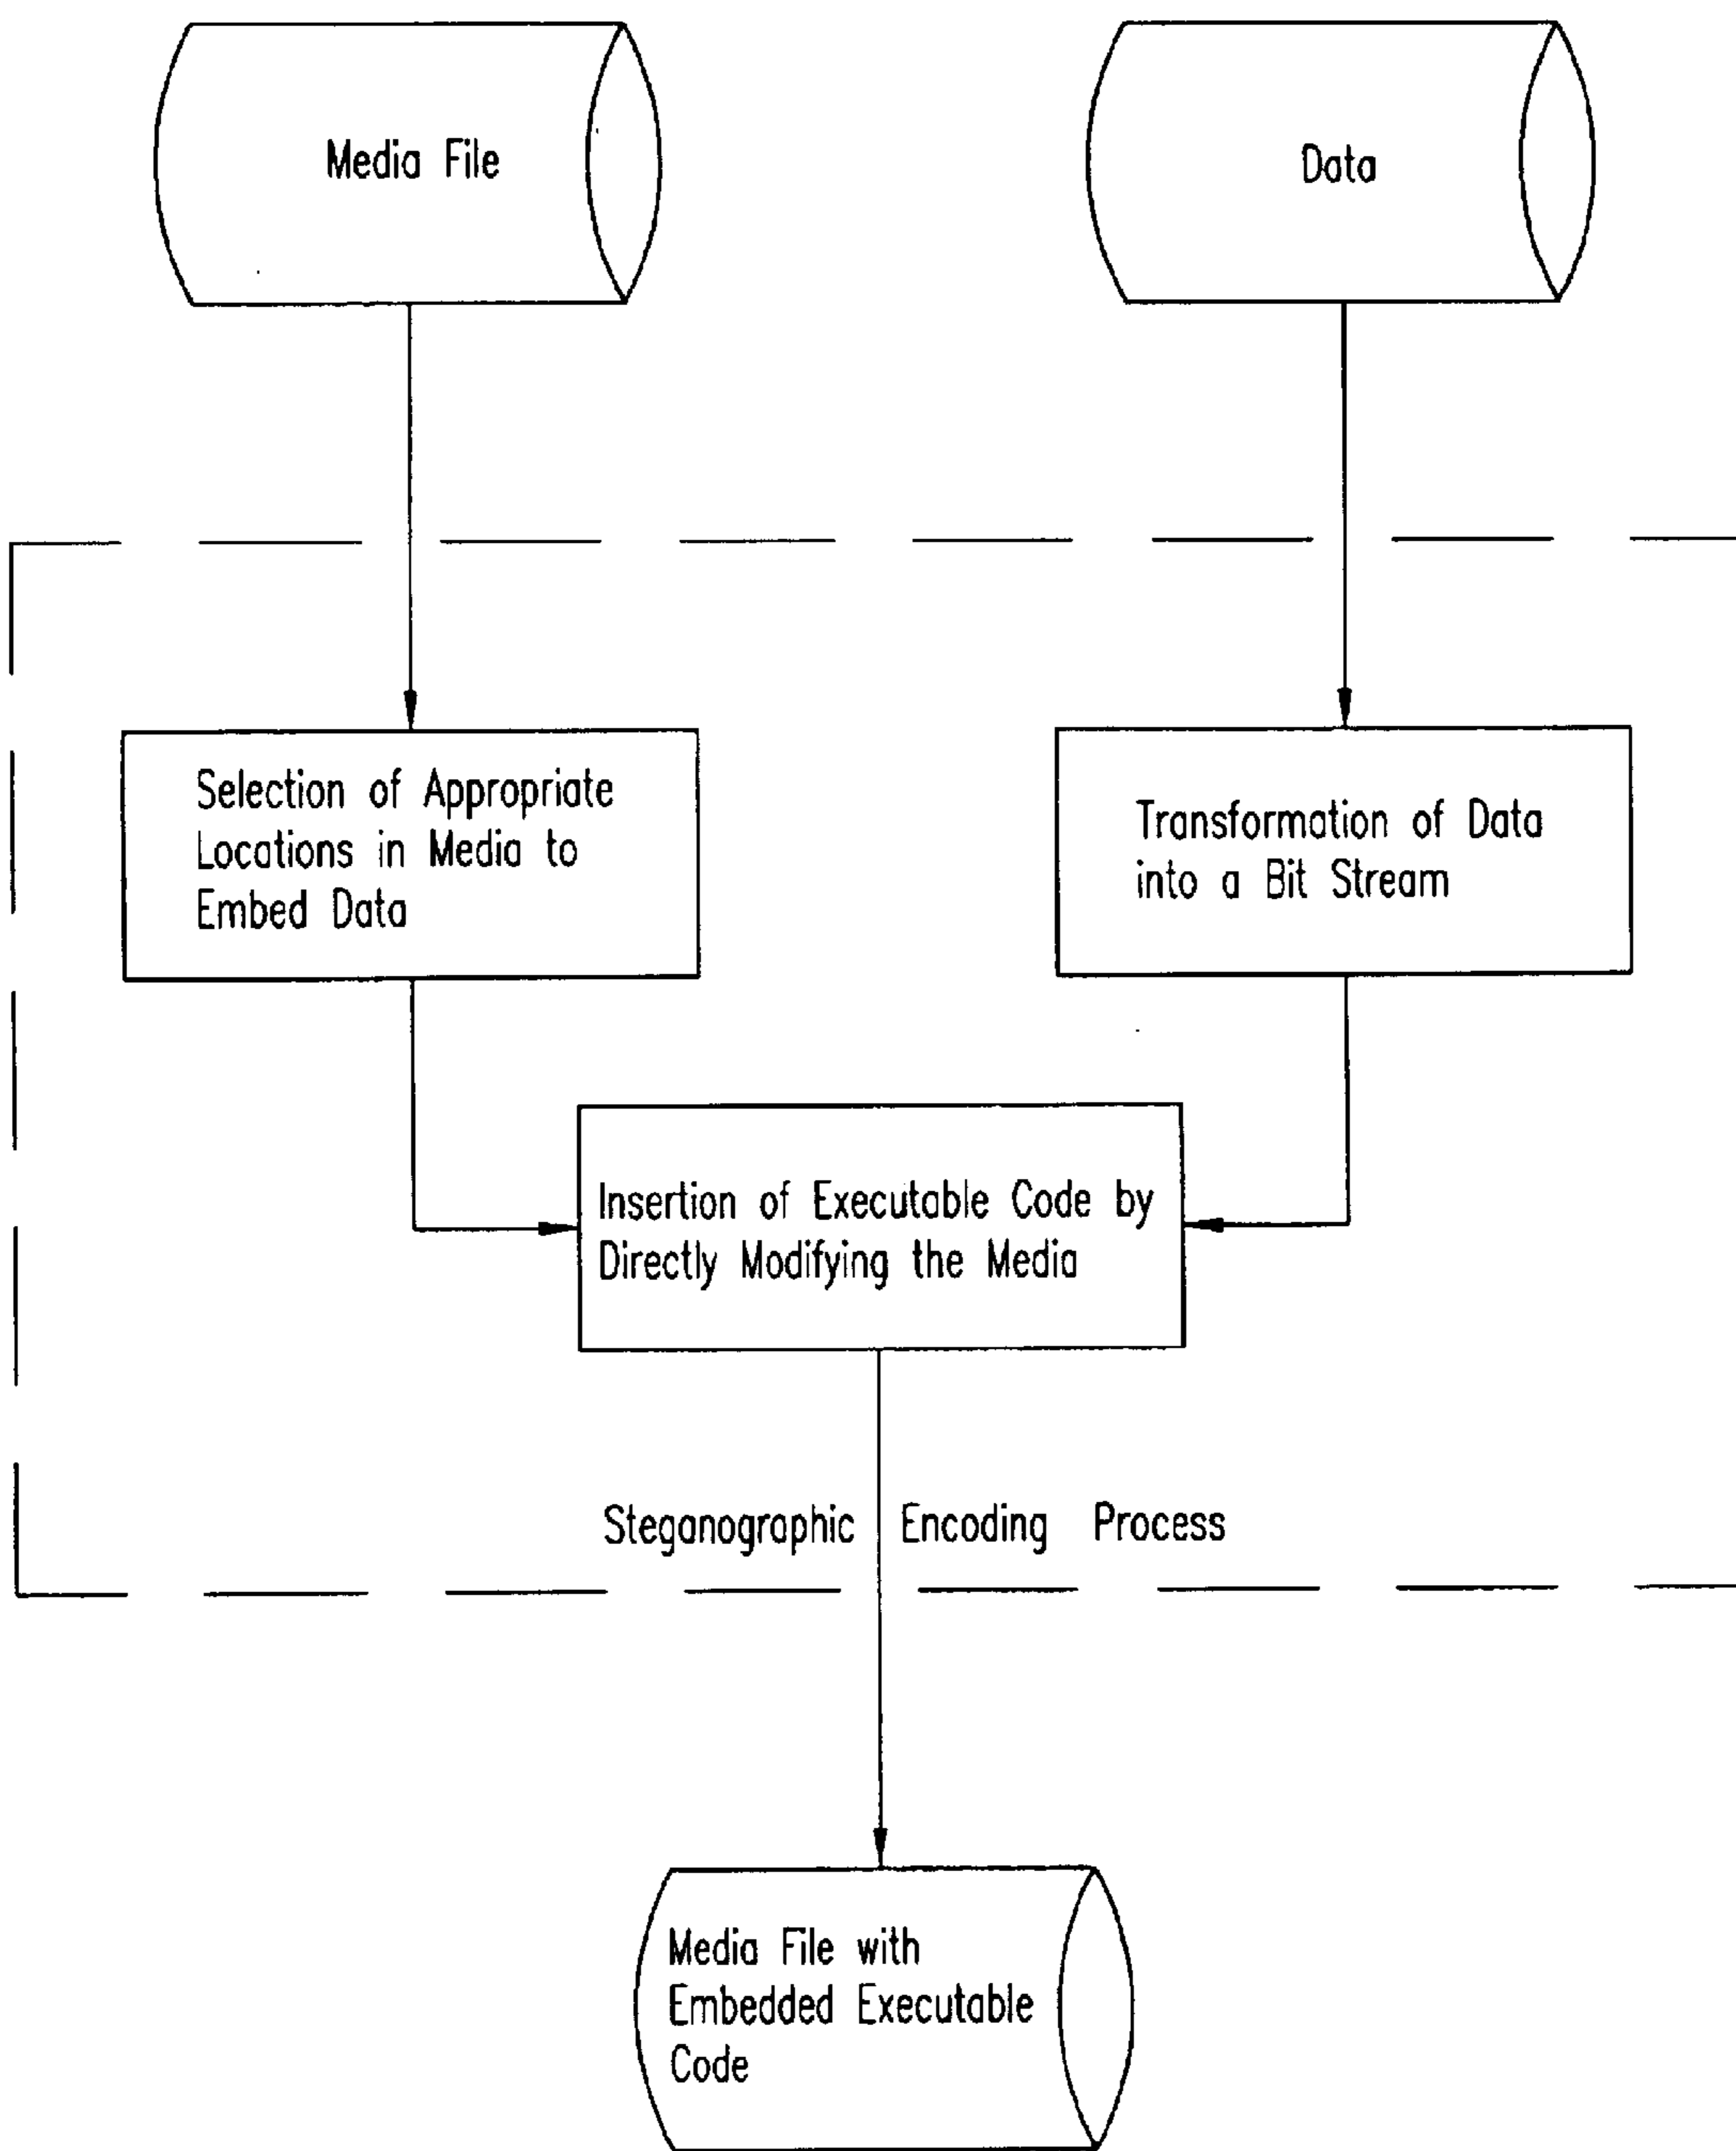 Media File
Data
Selection of Appropriate
Locations in Media to
Embed Data
Transformation of Data
into a Bit Stream
Insertion of Executable Code by
Directly Modifying the Media
Steganographic Encoding Process
Media File with
Embedded Executable
Code